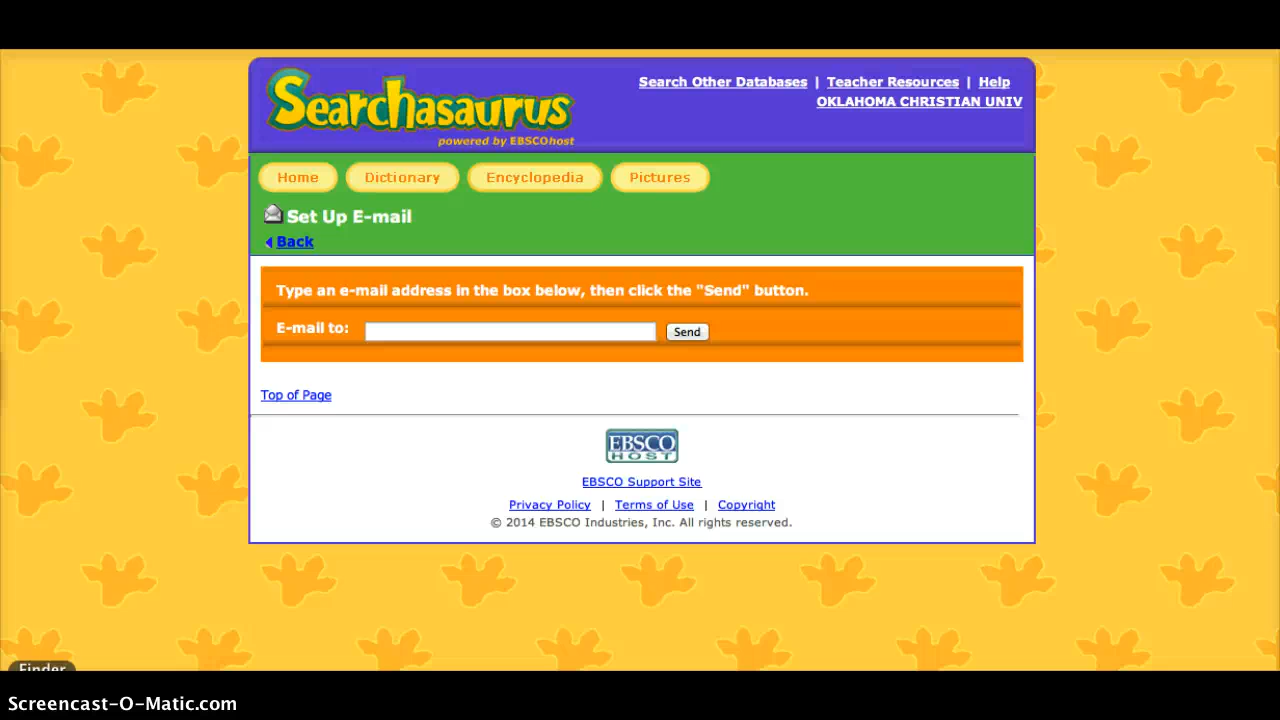 Searchasaurus
powered by EBSCOhost
Search Other Databases | Teacher Resources | Help
OKLAHOMA CHRISTIAN UNIV
Home Dictionary Encyclopedia Pictures
Set Up E-mail
Back
Type an e-mail address in the box below, then click the "Send" button.
E-mail to: Send
Top of Page
EBSCO
HOST
EBSCO Support Site
Privacy Policy | Terms of Use | Copyright
© 2014 EBSCO Industries, Inc. All rights reserved.
Finder
Screencast-O-Matic.com